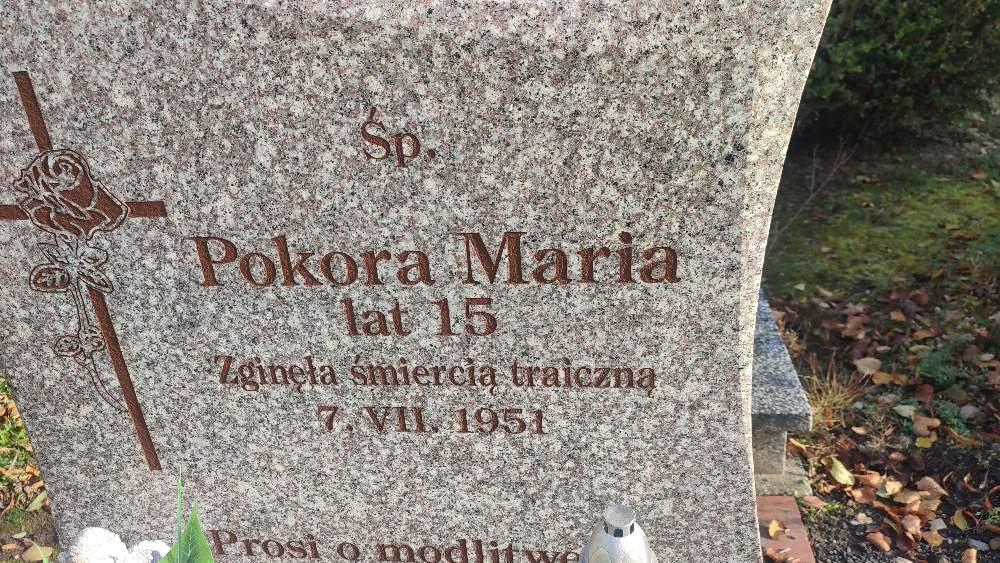 Śp.
Pokora Maria
lat 15
Zginęła śmiercią traiczną
7. VII. 1951
Prosi o modlitwę